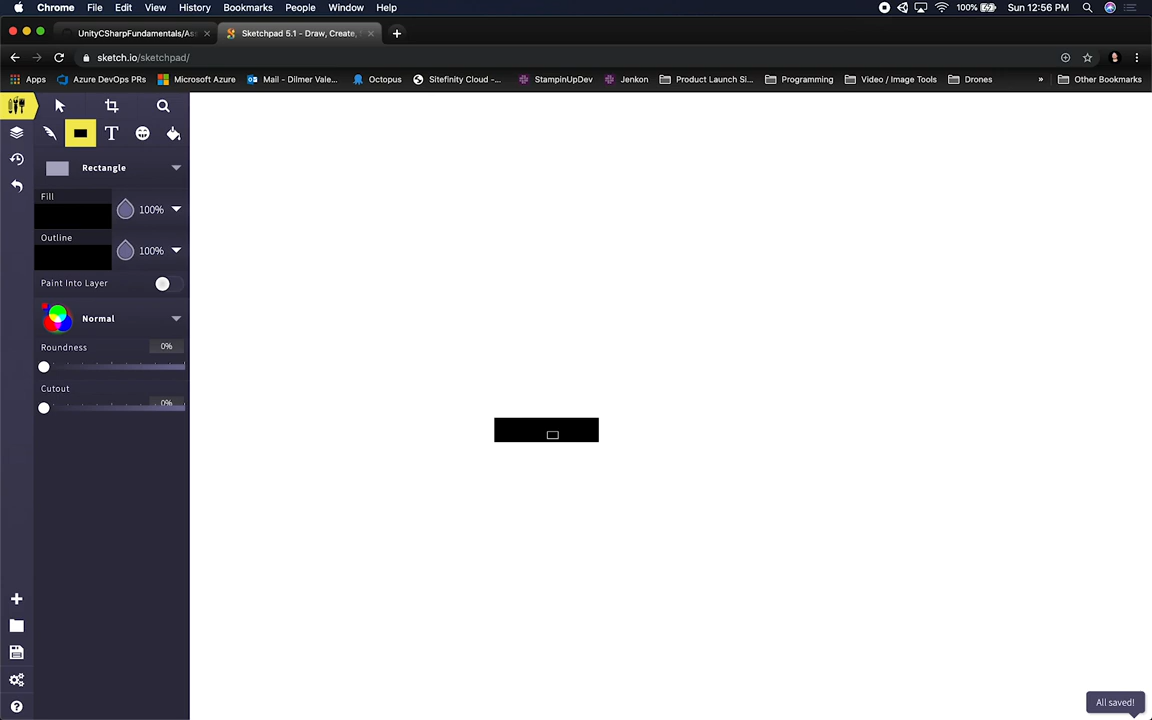 Chrome File Edit View History Bookmarks People Window Help 100% Sun 12:56 PM
UnityCSharpFundamentals/Ass Sketchpad 5.1 - Draw, Create,
sketch.io/sketchpad/
Apps Azure DevOps PRs Microsoft Azure Mail - Dilmer Vale... Octopus Sitefinity Cloud -... StampinUpDev Jenkon Product Launch Si... Programming Video / Image Tools Drones » Other Bookmarks
T
Rectangle
Fill
100%
Outline
100%
Paint Into Layer
Normal
Roundness 0%
Cutout 0%
All saved!